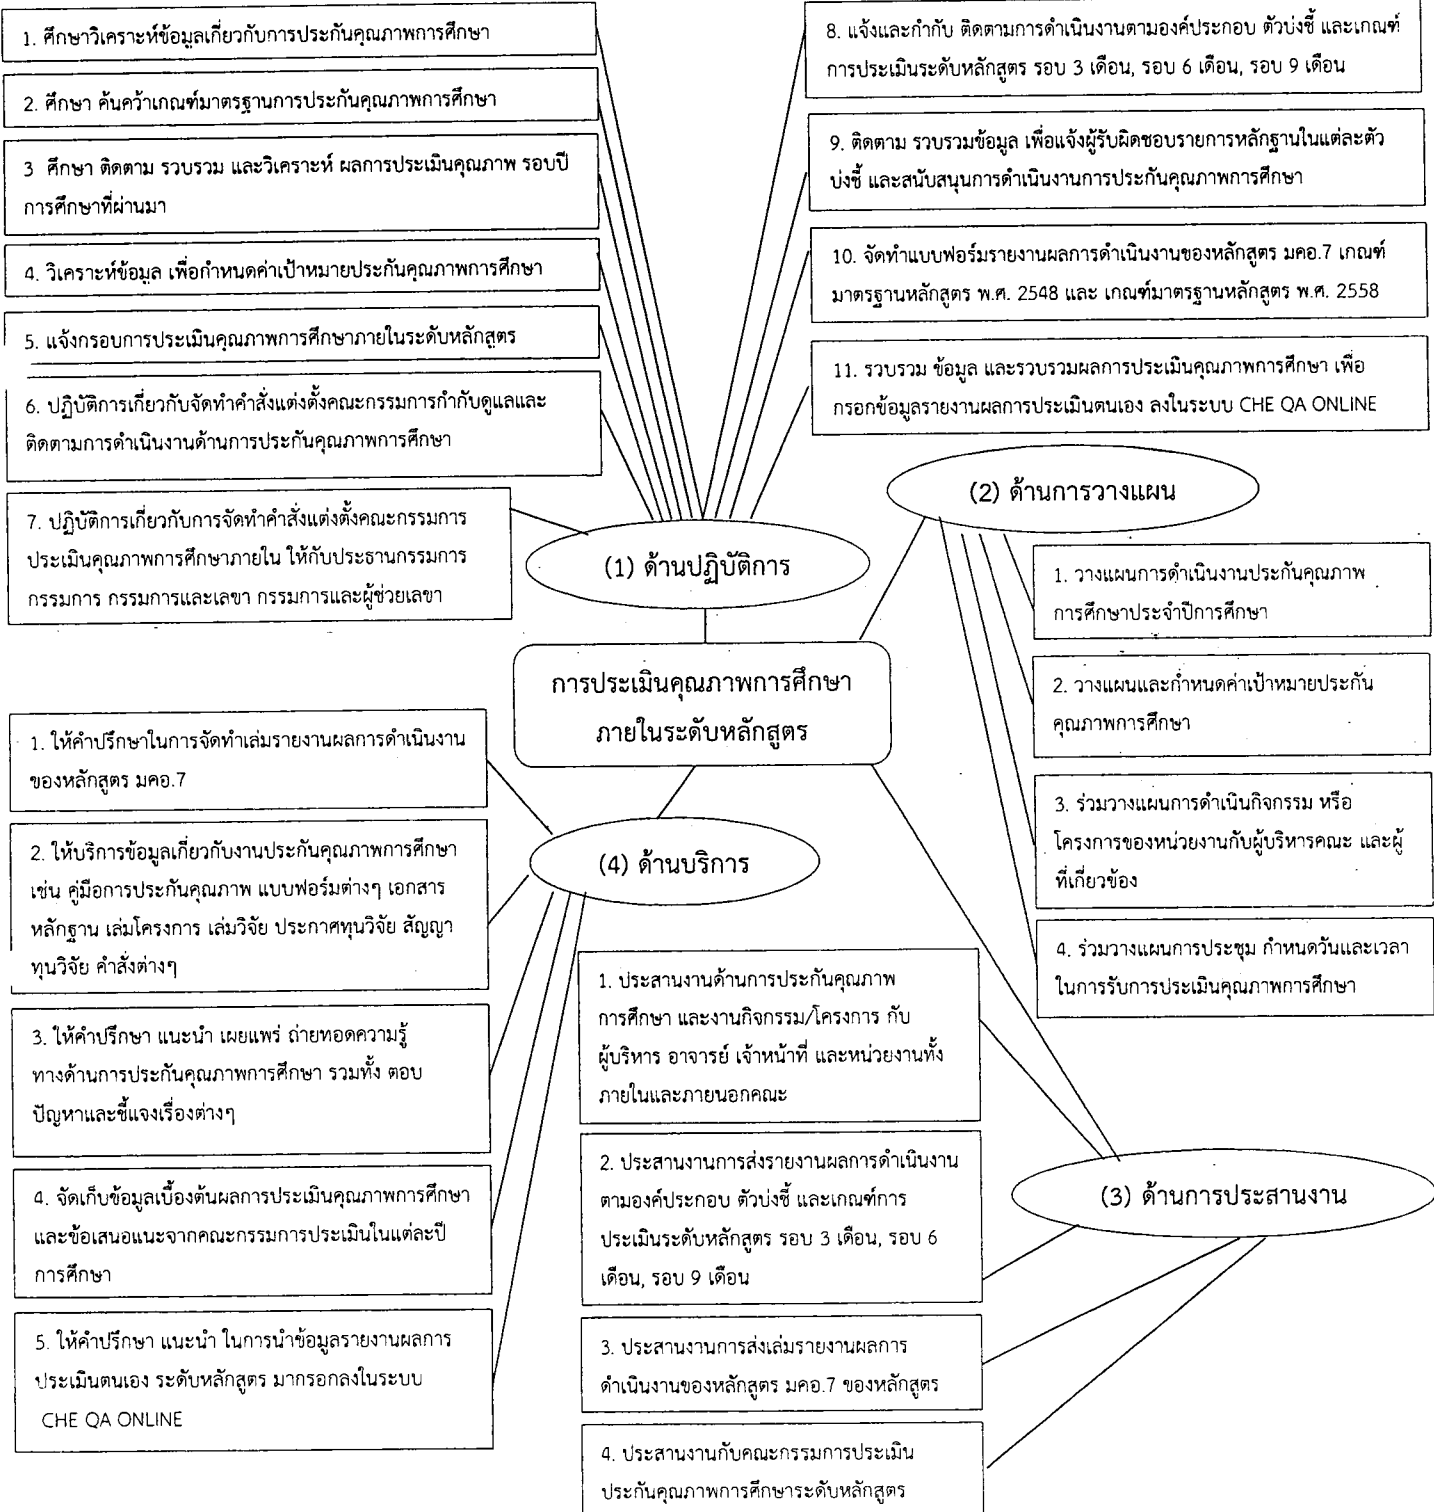 1. ศึกษาวิเคราะห์ข้อมูลเกี่ยวกับการประกันคุณภาพการศึกษา
2. ศึกษา ค้นคว้าเกณฑ์มาตรฐานการประกันคุณภาพการศึกษา
3 ศึกษา ติดตาม รวบรวม และวิเคราะห์ ผลการประเมินคุณภาพ รอบปี
การศึกษาที่ผ่านมา
4. วิเคราะห์ข้อมูล เพื่อกำหนดค่าเป้าหมายประกันคุณภาพการศึกษา
5. แจ้งกรอบการประเมินคุณภาพการศึกษาภายในระดับหลักสูตร
6. ปฏิบัติการเกี่ยวกับจัดทำคำสั่งแต่งตั้งคณะกรรมการกำกับดูแลและ
ติดตามการดำเนินงานด้านการประกันคุณภาพการศึกษา
7. ปฏิบัติการเกี่ยวกับการจัดทำคำสั่งแต่งตั้งคณะกรรมการ
ประเมินคุณภาพการศึกษาภายใน ให้กับประธานกรรมการ
กรรมการ กรรมการและเลขา กรรมการและผู้ช่วยเลขา
8. แจ้งและกำกับ ติดตามการดำเนินงานตามองค์ประกอบ ตัวบ่งชี้ และเกณฑ์
การประเมินระดับหลักสูตร รอบ 3 เดือน, รอบ 6 เดือน, รอบ 9 เดือน
9. ติดตาม รวบรวมข้อมูล เพื่อแจ้งผู้รับผิดชอบรายการหลักฐานในแต่ละตัว
บ่งชี้ และสนับสนุนการดำเนินงานการประกันคุณภาพการศึกษา
10. จัดทำแบบฟอร์มรายงานผลการดำเนินงานของหลักสูตร มคอ.7 เกณฑ์
มาตรฐานหลักสูตร พ.ศ. 2548 และ เกณฑ์มาตรฐานหลักสูตร พ.ศ. 2558
11. รวบรวม ข้อมูล และรวบรวมผลการประเมินคุณภาพการศึกษา เพื่อ
กรอกข้อมูลรายงานผลการประเมินตนเอง ลงในระบบ CHE QA ONLINE
(1) ด้านปฏิบัติการ
(2) ด้านการวางแผน
1. วางแผนการดำเนินงานประกันคุณภาพ
การศึกษาประจำปีการศึกษา
2. วางแผนและกำหนดค่าเป้าหมายประกัน
คุณภาพการศึกษา
3. ร่วมวางแผนการดำเนินกิจกรรม หรือ
โครงการของหน่วยงานกับผู้บริหารคณะ และผู้
ที่เกี่ยวข้อง
4. ร่วมวางแผนการประชุม กำหนดวันและเวลา
ในการรับการประเมินคุณภาพการศึกษา
การประเมินคุณภาพการศึกษา
ภายในระดับหลักสูตร
(4) ด้านบริการ
1. ให้คำปรึกษาในการจัดทำเล่มรายงานผลการดำเนินงาน
ของหลักสูตร มคอ.7
2. ให้บริการข้อมูลเกี่ยวกับงานประกันคุณภาพการศึกษา
เช่น คู่มือการประกันคุณภาพ แบบฟอร์มต่างๆ เอกสาร
หลักฐาน เล่มโครงการ เล่มวิจัย ประกาศทุนวิจัย สัญญา
ทุนวิจัย คำสั่งต่างๆ
3. ให้คำปรึกษา แนะนำ เผยแพร่ ถ่ายทอดความรู้
ทางด้านการประกันคุณภาพการศึกษา รวมทั้ง ตอบ
ปัญหาและชี้แจงเรื่องต่างๆ
4. จัดเก็บข้อมูลเบื้องต้นผลการประเมินคุณภาพการศึกษา
และข้อเสนอแนะจากคณะกรรมการประเมินในแต่ละปี
การศึกษา
5. ให้คำปรึกษา แนะนำ ในการนำข้อมูลรายงานผลการ
ประเมินตนเอง ระดับหลักสูตร มากรอกลงในระบบ
CHE QA ONLINE
(3) ด้านการประสานงาน
1. ประสานงานด้านการประกันคุณภาพ
การศึกษา และงานกิจกรรม/โครงการ กับ
ผู้บริหาร อาจารย์ เจ้าหน้าที่ และหน่วยงานทั้ง
ภายในและภายนอกคณะ
2. ประสานงานการส่งรายงานผลการดำเนินงาน
ตามองค์ประกอบ ตัวบ่งชี้ และเกณฑ์การ
ประเมินระดับหลักสูตร รอบ 3 เดือน, รอบ 6
เดือน, รอบ 9 เดือน
3. ประสานงานการส่งเล่มรายงานผลการ
ดำเนินงานของหลักสูตร มคอ.7 ของหลักสูตร
4. ประสานงานกับคณะกรรมการประเมิน
ประกันคุณภาพการศึกษาระดับหลักสูตร